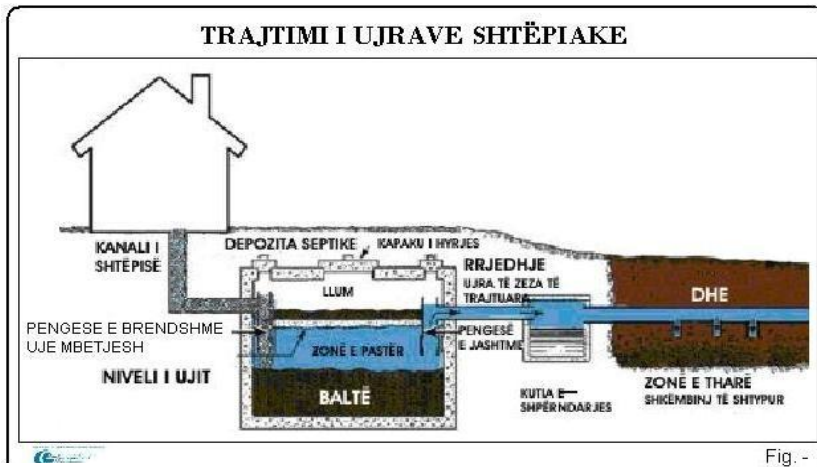 TRAJTIMI I UJRAVE SHTËPIAKE
KANALI I
SHTËPISË
DEPOZITA SEPTIKE
KAPAKU I HYRJES
LLUM
RRJEDHJE
UJRA TË ZEZA TË
TRAJTUARA
DHE
PENGESE E BRENDSHME
UJE MBETJESH
ZONË E PASTËR
PENGESË
E JASHTME
NIVELI I UJIT
BALTË
KUTIA E
SHPËRNDARJES
ZONË E THARË
SHKËMBINJ TË SHTYPUR
Fig. -